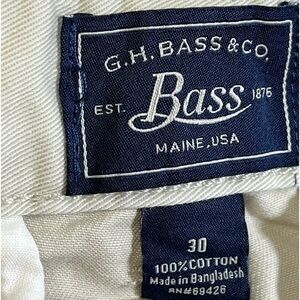 G.H. BASS & CO.
EST. Bass 1876
MAINE, USA
30
100% COTTON
Made in Bangladesh
RN#69426